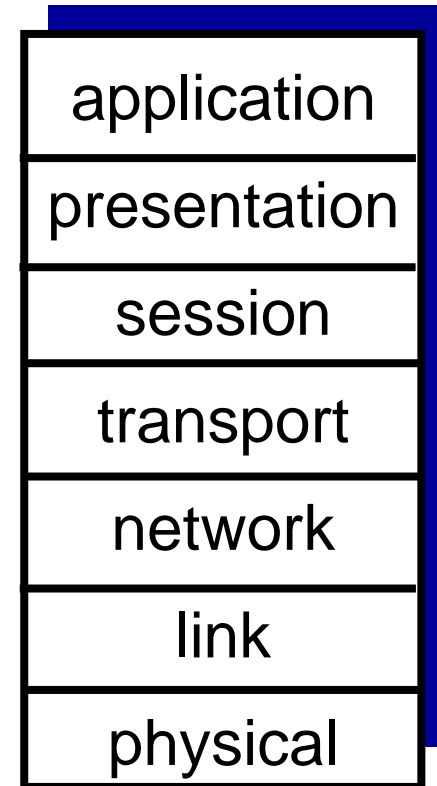 application
presentation
session
transport
network
link
physical